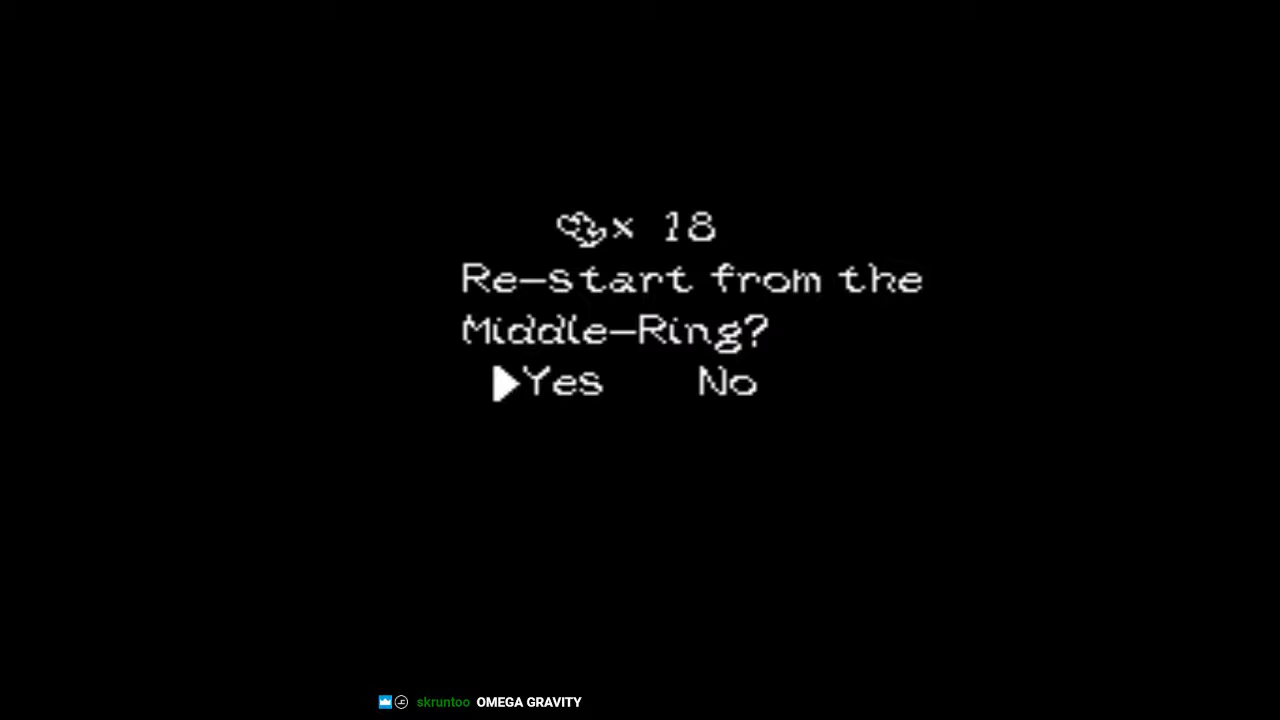 x 18
Re-start from the
Middle-Ring?
Yes No
skruntoo OMEGA GRAVITY